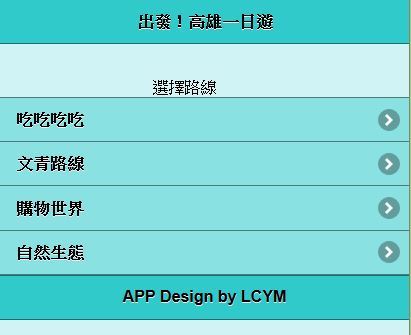 出發！高雄一日遊
選擇路線
吃吃吃吃
文青路線
購物世界
自然生態
APP Design by LCYM